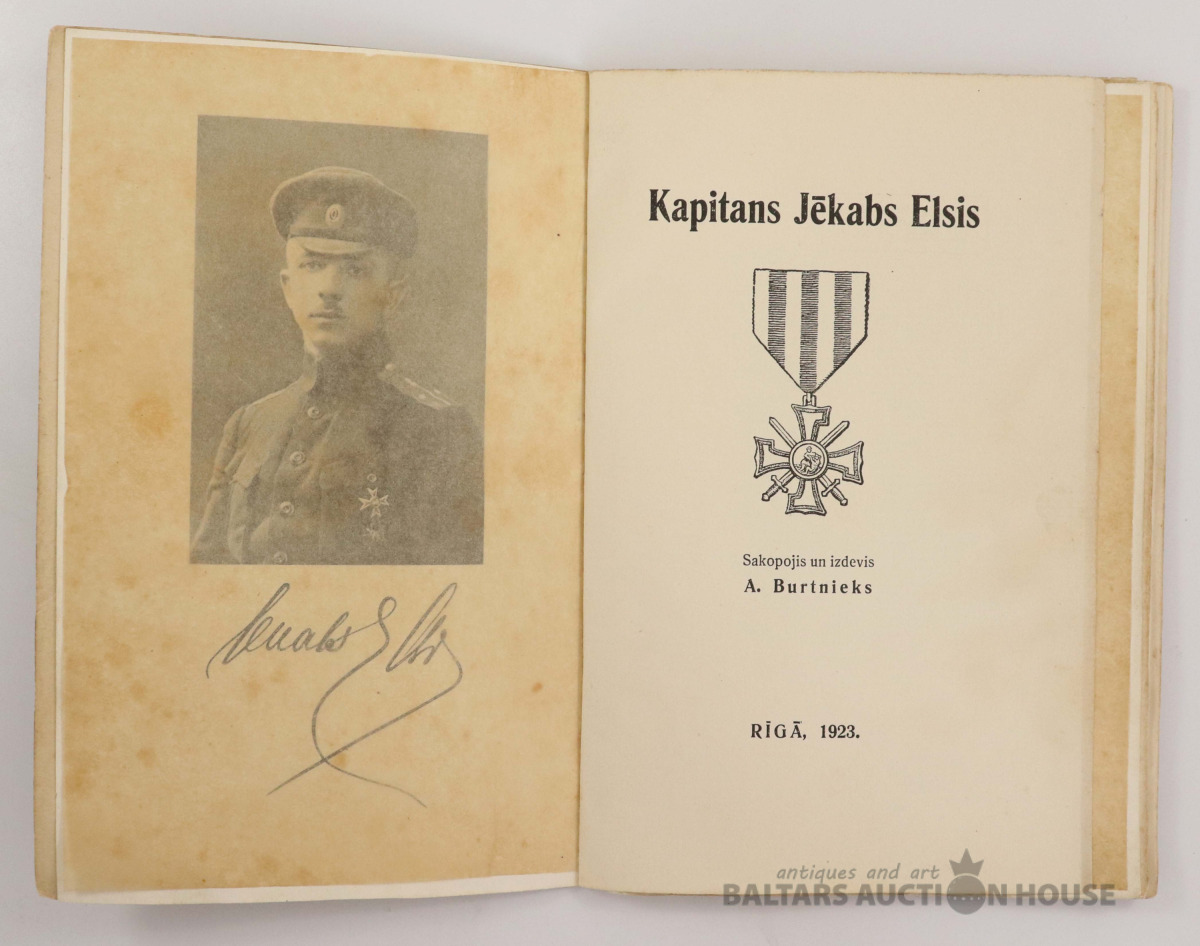 Kapitans Jēkabs Elsis
Sakopojis un izdevis
A. Burtnieks
RĪGĀ, 1923.
antiques and art
BALTARS AUCTION HOUSE